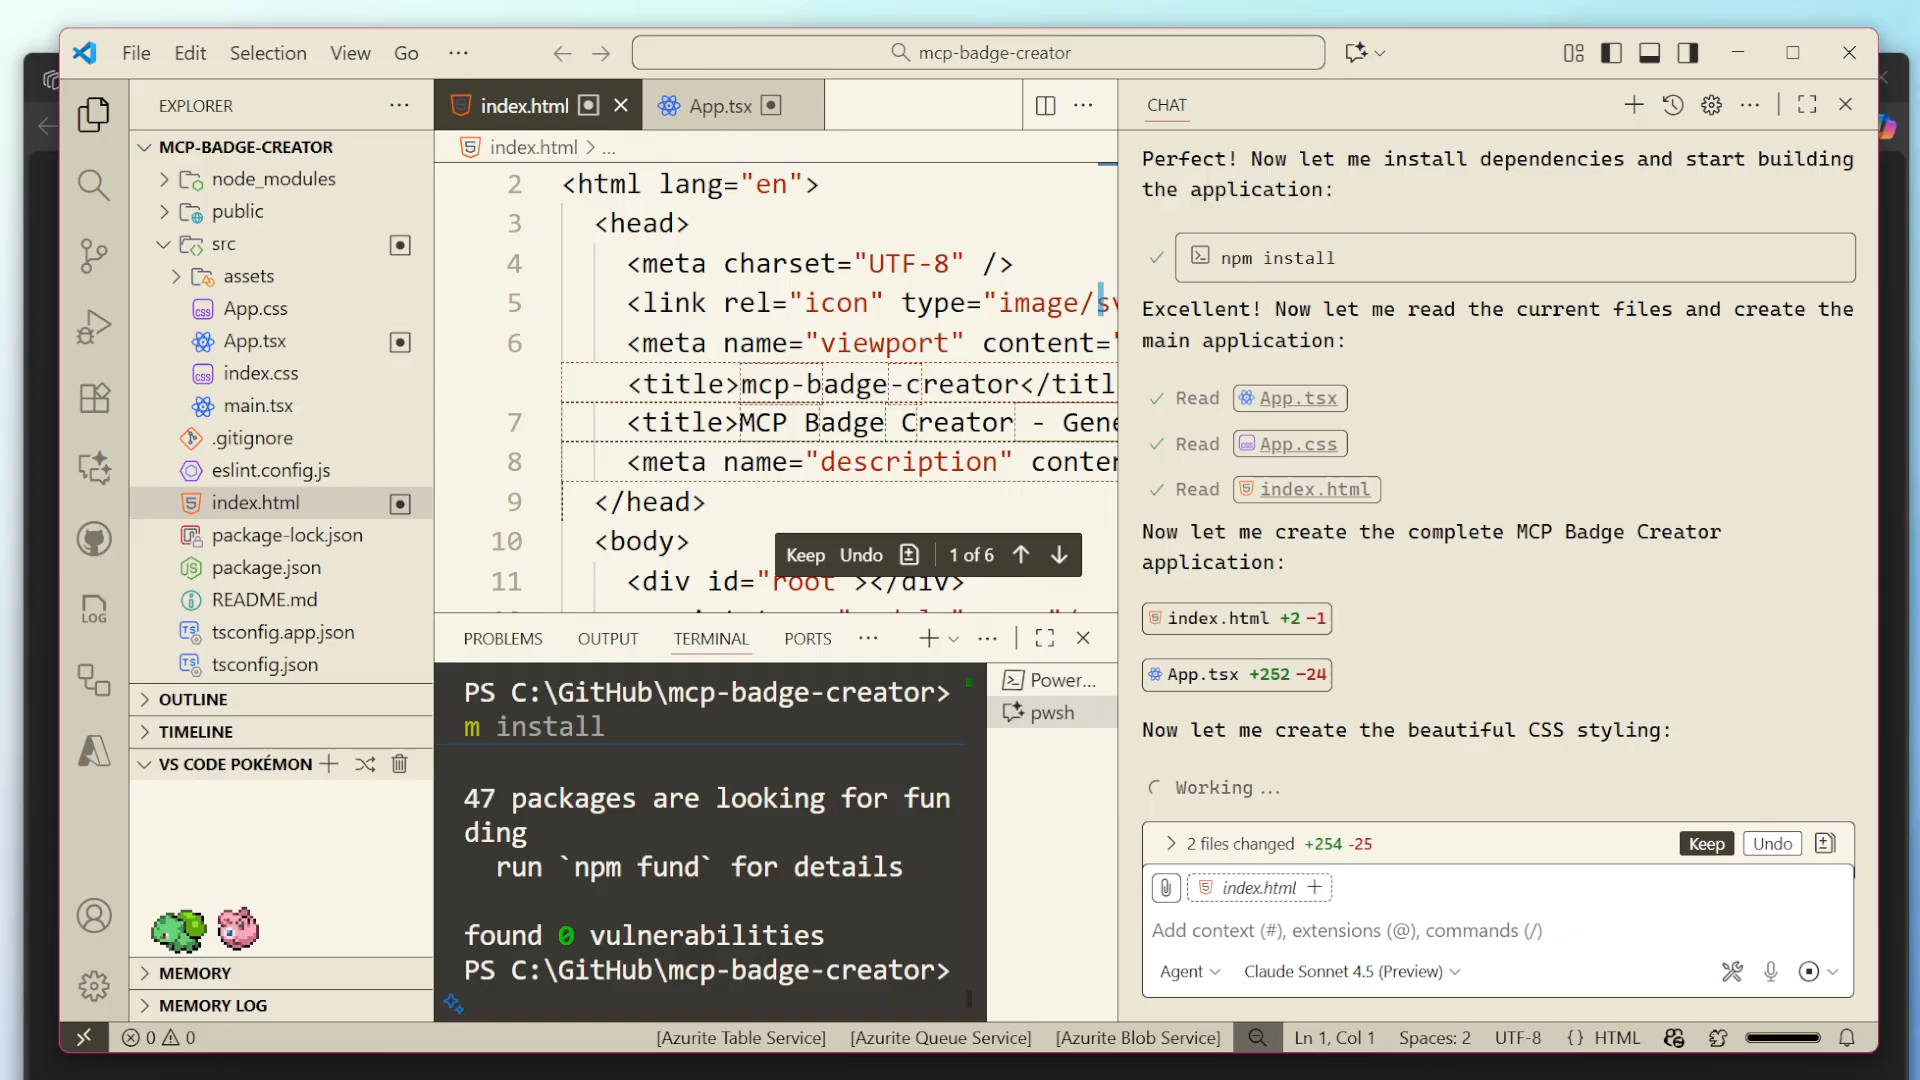 File Edit Selection View Go ···
mcp-badge-creator
EXPLORER
MCP-BADGE-CREATOR
node_modules
public
src
assets
App.css
App.tsx
index.css
main.tsx
.gitignore
eslint.config.js
index.html
package-lock.json
package.json
README.md
tsconfig.app.json
tsconfig.json
OUTLINE
TIMELINE
VS CODE POKÉMON
MEMORY
MEMORY LOG
LOG
index.html
App.tsx
index.html > ...
2 <html lang="en">
3 <head>
4 <meta charset="UTF-8" />
5 <link rel="icon" type="image/sv
6 <meta name="viewport" content="
<title>mcp-badge-creator</titl
7 <title>MCP Badge Creator - Gene
8 <meta name="description" conten
9 </head>
10 <body>
11 <div id="root"></div>
Keep Undo 1 of 6
PROBLEMS OUTPUT TERMINAL PORTS ···
PS C:\GitHub\mcp-badge-creator>
m install
47 packages are looking for fun
ding
run `npm fund` for details
found 0 vulnerabilities
PS C:\GitHub\mcp-badge-creator>
Power...
pwsh
CHAT
Perfect! Now let me install dependencies and start building
the application:
npm install
Excellent! Now let me read the current files and create the
main application:
Read App.tsx
Read App.css
Read index.html
Now let me create the complete MCP Badge Creator
application:
index.html +2 -1
App.tsx +252 -24
Now let me create the beautiful CSS styling:
Working ...
2 files changed +254 -25
Keep Undo
index.html +
Add context (#), extensions (@), commands (/)
Agent Claude Sonnet 4.5 (Preview)
0 0 [Azurite Table Service] [Azurite Queue Service] [Azurite Blob Service] Ln 1, Col 1 Spaces: 2 UTF-8 {} HTML